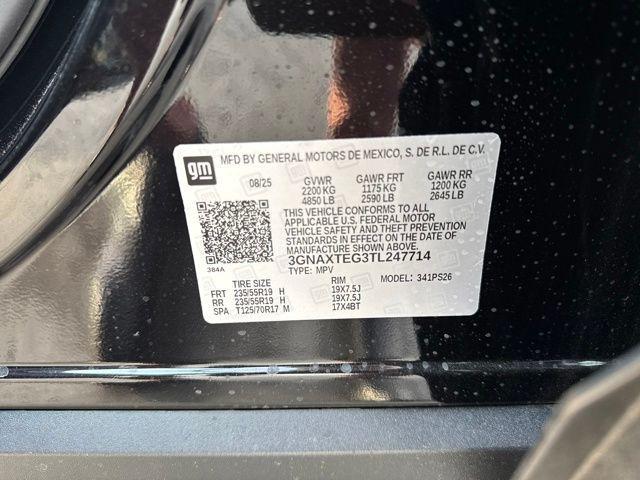 gm
MFD BY GENERAL MOTORS DE MEXICO, S. DE R.L. DE C.V.
08/25 GVWR GAWR FRT GAWR RR
2200 KG 1175 KG 1200 KG
4850 LB 2590 LB 2645 LB
THIS VEHICLE CONFORMS TO ALL
APPLICABLE U.S. FEDERAL MOTOR
VEHICLE SAFETY AND THEFT PREVENTION
STANDARDS IN EFFECT ON THE DATE OF
MANUFACTURE SHOWN ABOVE.
3GNAXTEG3TL247714
384A TYPE: MPV MODEL: 341PS26
TIRE SIZE RIM
FRT 235/55R19 H 19X7.5J
RR 235/55R19 H 19X7.5J
SPA T125/70R17 M 17X4BT